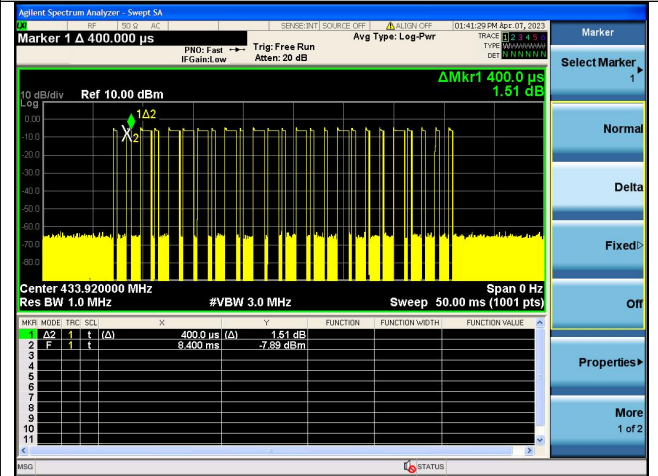 Agilent Spectrum Analyzer - Swept SA
RF 50 Ω AC SENSE:INT SOURCE OFF ALIGN OFF 01:41:29 PM Apr.07, 2023
Marker 1 Δ 400.000 µs
PNO: Fast
IFGain:Low
Trig: Free Run
Atten: 20 dB
Avg Type: Log-Pwr
TRACE 1 2 3 4 5 6
TYPE
DET N N N N N N
ΔMkr1 400.0 µs
1.51 dB
10 dB/div Ref 10.00 dBm
Log
0.00
-10.0
-20.0
-30.0
-40.0
-50.0
-60.0
-70.0
-80.0
1Δ2
2
Center 433.920000 MHz Span 0 Hz
Res BW 1.0 MHz #VBW 3.0 MHz Sweep 50.00 ms (1001 pts)
MKR MODE TRC SCL X Y FUNCTION FUNCTION WIDTH FUNCTION VALUE
1 Δ2 1 t (Δ) 400.0 µs (Δ) 1.51 dB
2 F 1 t 8.400 ms -7.89 dBm
3
4
5
6
7
8
9
10
11
MSG STATUS
Marker
Select Marker
1
Normal
Delta
Fixed
Off
Properties
More
1 of 2